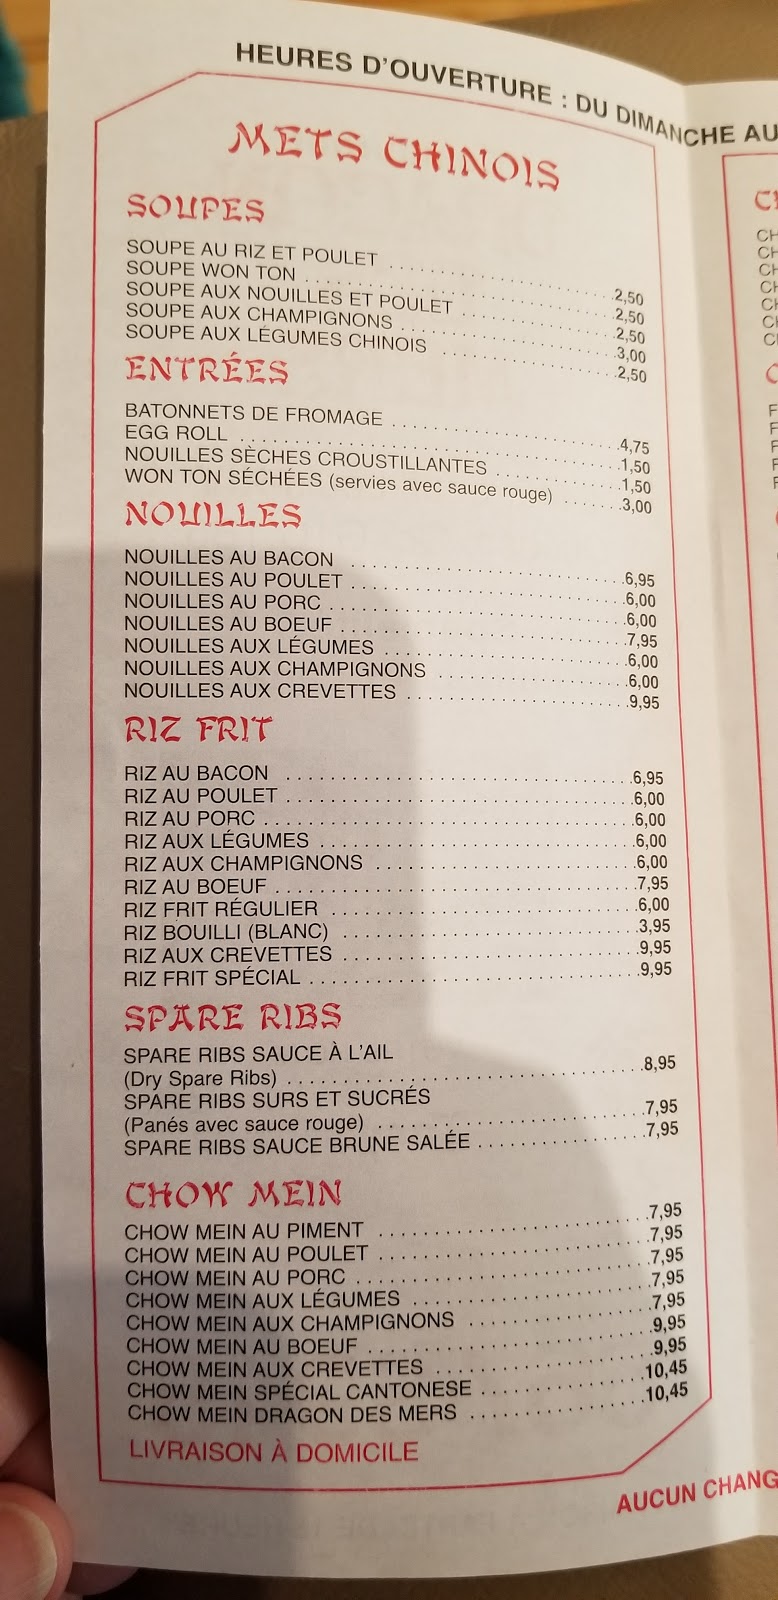 HEURES D'OUVERTURE : DU DIMANCHE AU
METS CHINOIS
SOUPES
SOUPE AU RIZ ET POULET 2,50
SOUPE WON TON 2,50
SOUPE AUX NOUILLES ET POULET 2,50
SOUPE AUX CHAMPIGNONS 3,00
SOUPE AUX LÉGUMES CHINOIS 2,50
ENTRÉES
BATONNETS DE FROMAGE 4,75
EGG ROLL 1,50
NOUILLES SÈCHES CROUSTILLANTES 1,50
WON TON SÉCHÉES (servies avec sauce rouge) 3,00
NOUILLES
NOUILLES AU BACON 6,95
NOUILLES AU POULET 6,00
NOUILLES AU PORC 6,00
NOUILLES AU BOEUF 7,95
NOUILLES AUX LÉGUMES 6,00
NOUILLES AUX CHAMPIGNONS 6,00
NOUILLES AUX CREVETTES 9,95
RIZ FRIT
RIZ AU BACON 6,95
RIZ AU POULET 6,00
RIZ AU PORC 6,00
RIZ AUX LÉGUMES 6,00
RIZ AUX CHAMPIGNONS 6,00
RIZ AU BOEUF 7,95
RIZ FRIT RÉGULIER 6,00
RIZ BOUILLI (BLANC) 3,95
RIZ AUX CREVETTES 9,95
RIZ FRIT SPÉCIAL 9,95
SPARE RIBS
SPARE RIBS SAUCE À L'AIL
(Dry Spare Ribs) 8,95
SPARE RIBS SURS ET SUCRÉS
(Panés avec sauce rouge) 7,95
SPARE RIBS SAUCE BRUNE SALÉE 7,95
CHOW MEIN
CHOW MEIN AU PIMENT 7,95
CHOW MEIN AU POULET 7,95
CHOW MEIN AU PORC 7,95
CHOW MEIN AUX LÉGUMES 7,95
CHOW MEIN AUX CHAMPIGNONS 7,95
CHOW MEIN AU BOEUF 9,95
CHOW MEIN AUX CREVETTES 9,95
CHOW MEIN SPÉCIAL CANTONESE 10,45
CHOW MEIN DRAGON DES MERS 10,45
LIVRAISON À DOMICILE
AUCUN CHANG